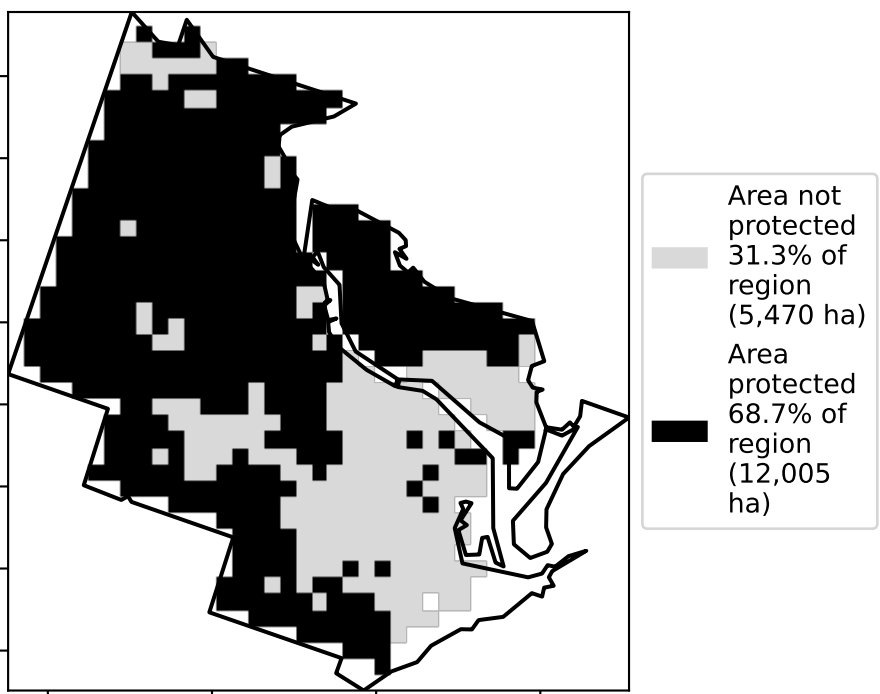 Area not
protected
31.3% of
region
(5,470 ha)
Area
protected
68.7% of
region
(12,005
ha)